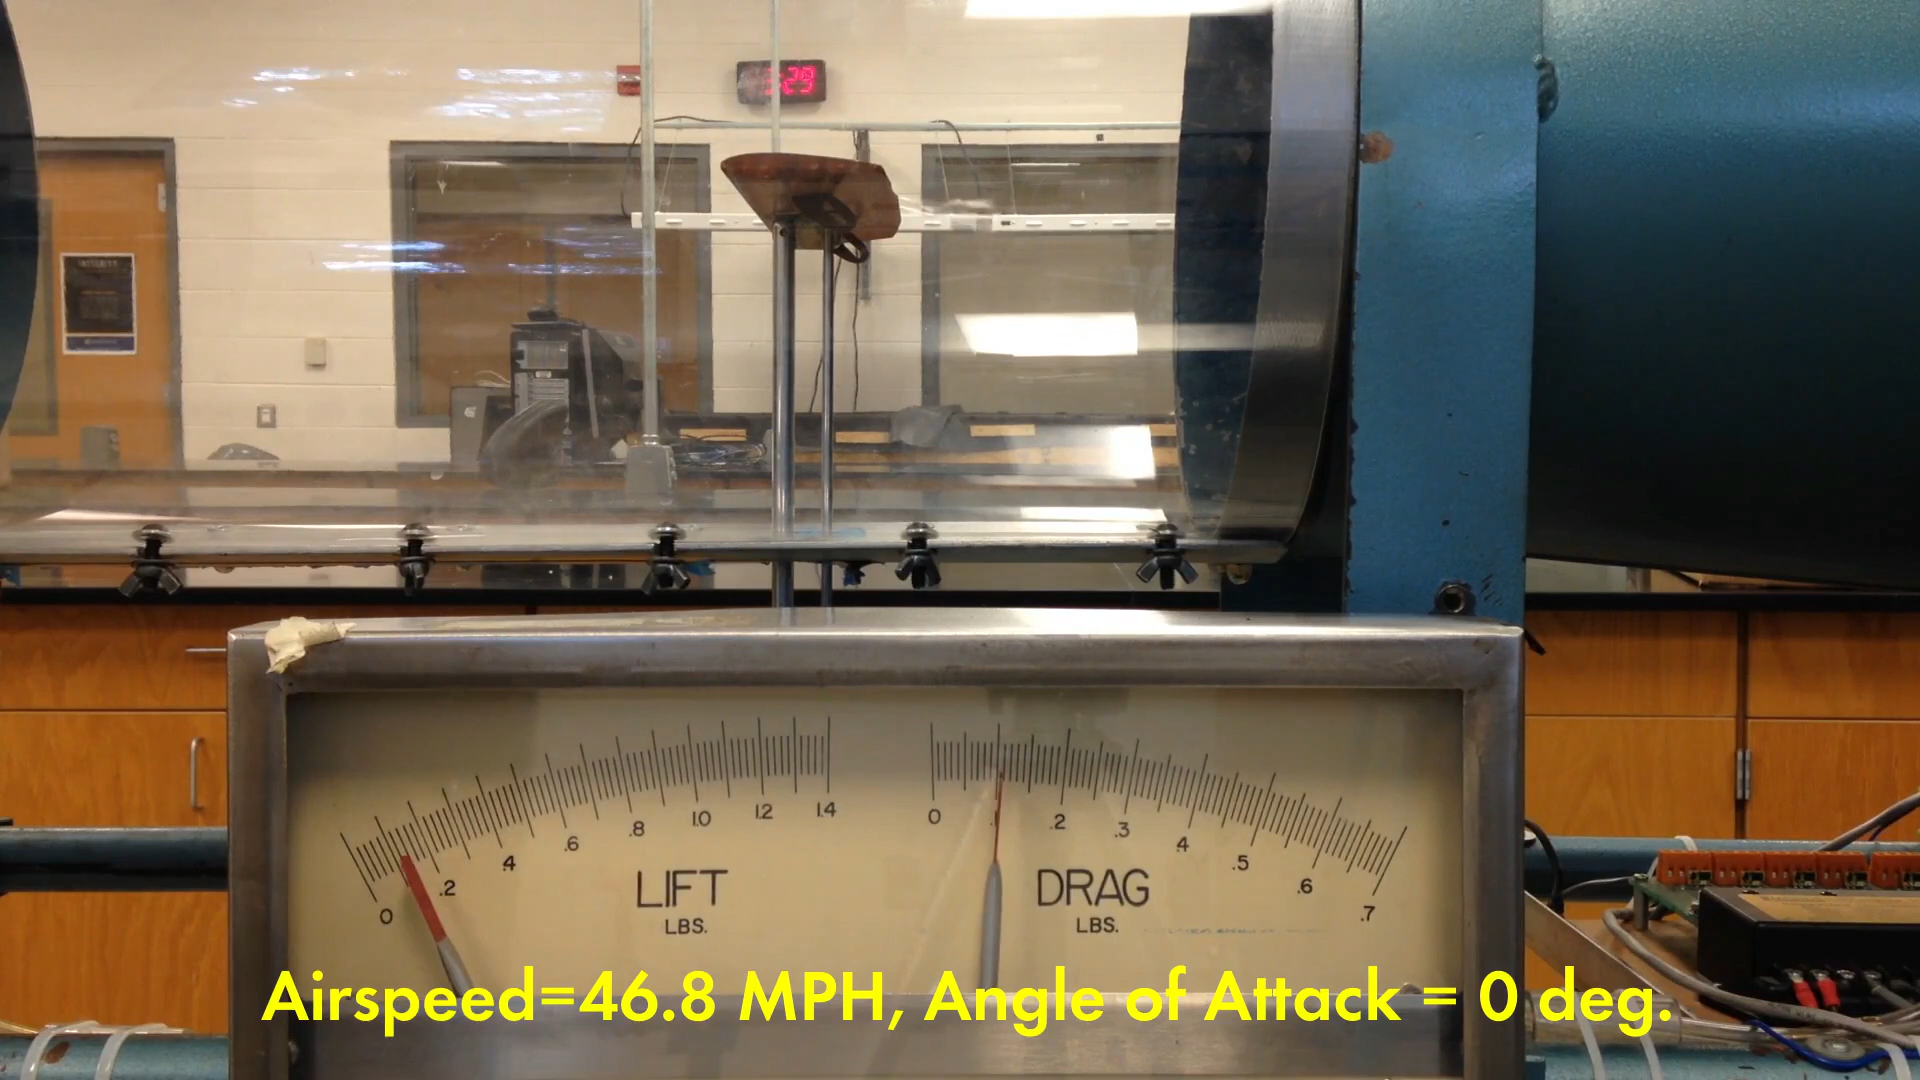 INTEGRITY
0 .2 .4 .6 .8 1.0 1.2 1.4
LIFT
LBS.
0 .2 .3 .4 .5 .6 .7
DRAG
LBS.
Airspeed=46.8 MPH, Angle of Attack = 0 deg.